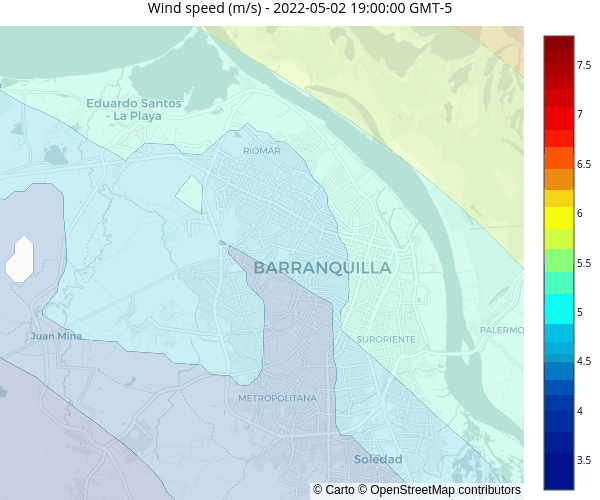 Wind speed (m/s) - 2022-05-02 19:00:00 GMT-5
Eduardo Santos
- La Playa
RIOMAR
BARRANQUILLA
Juan Mina
SURORIENTE
PALERMO
METROPOLITANA
Soledad
© Carto © OpenStreetMap contributors
7.5
7
6.5
6
5.5
5
4.5
4
3.5